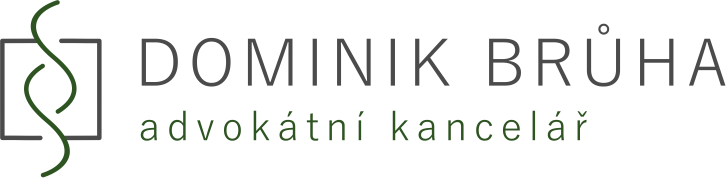 DOMINIK BRŮHA
advokátní kancelář